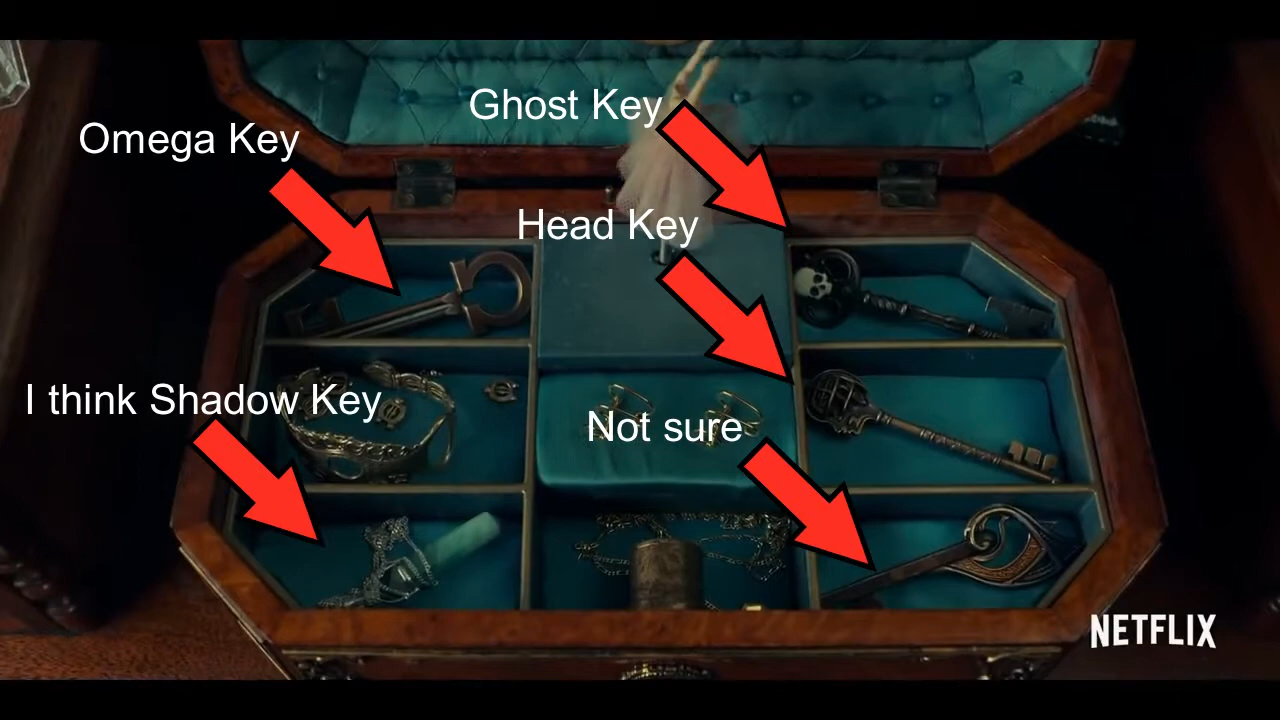 Ghost Key
Omega Key
Head Key
I think Shadow Key
Not sure
NETFLIX